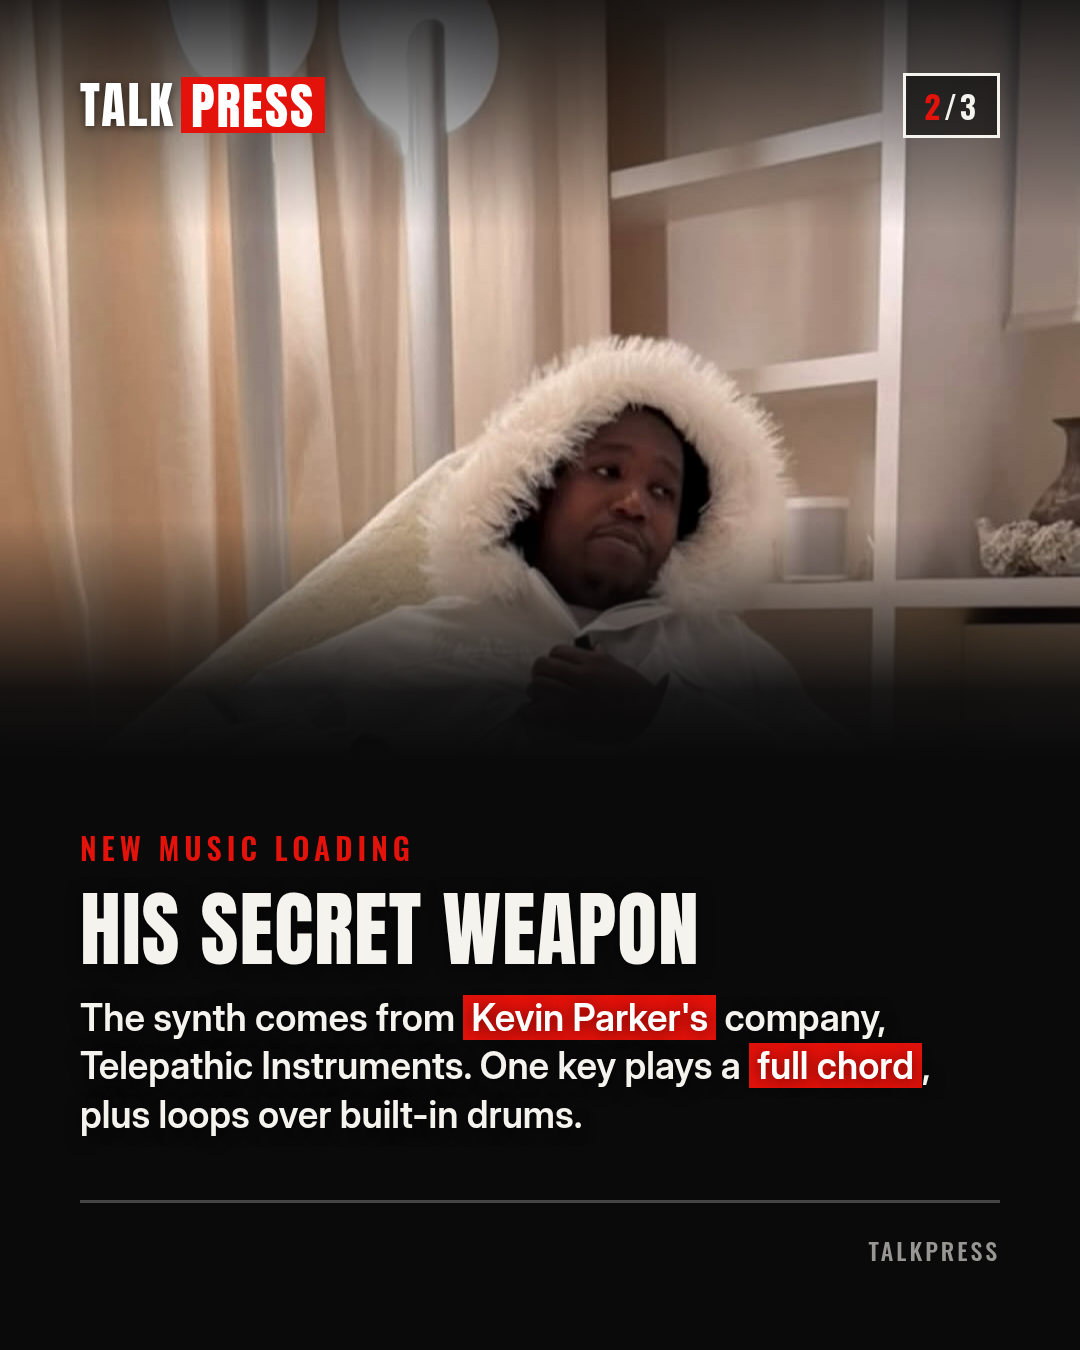 TALK PRESS
2/3
NEW MUSIC LOADING
HIS SECRET WEAPON
The synth comes from Kevin Parker's company,
Telepathic Instruments. One key plays a full chord,
plus loops over built-in drums.
TALKPRESS